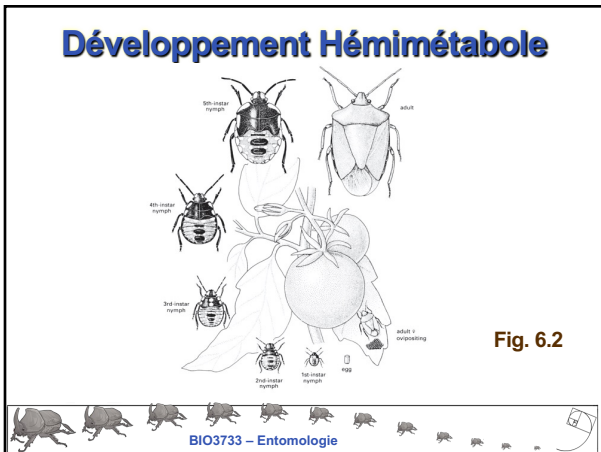 Développement Hémimétabole
5th-instar
nymph
adult
4th-instar
nymph
3rd-instar
nymph
adult ♀
ovipositing
Fig. 6.2
2nd-instar
nymph
1st-instar
nymph
egg
BIO3733 – Entomologie